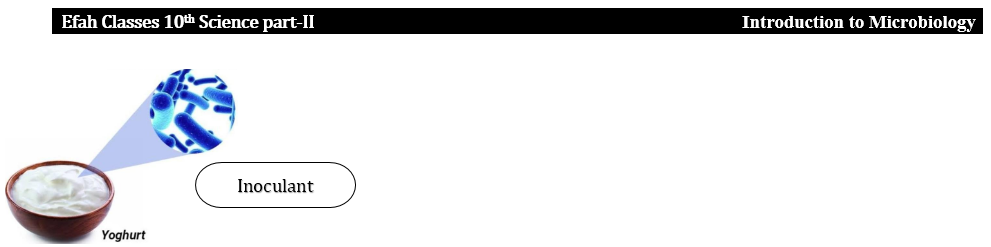 Efah Classes 10th Science part-II Introduction to Microbiology
Inoculant
Yoghurt